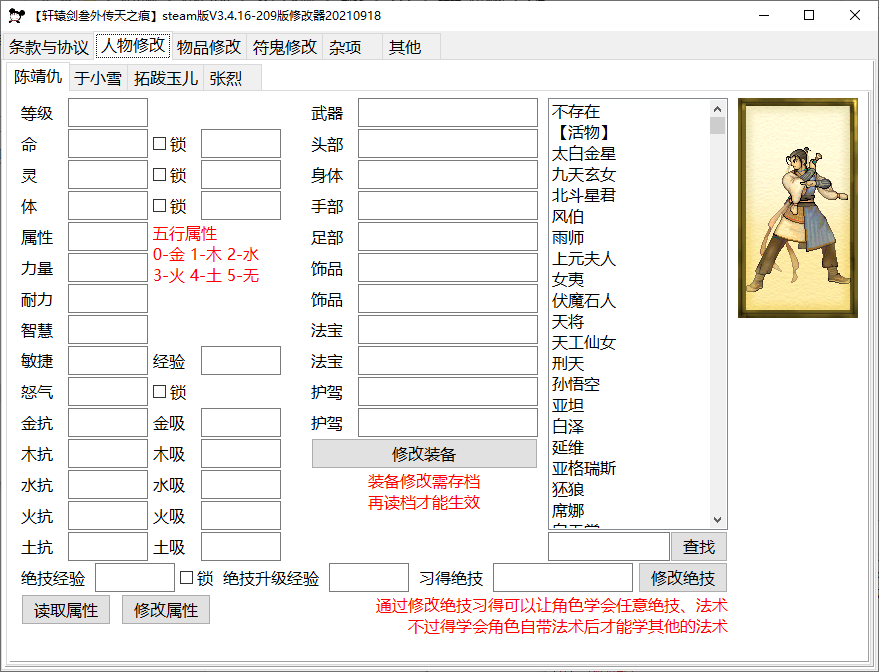 【轩辕剑叁外传天之痕】steam版V3.4.16-209版修改器20210918
条款与协议 人物修改 物品修改 符鬼修改 杂项 其他
陈靖仇 于小雪 拓跋玉儿 张烈
等级
命 锁
灵 锁
体 锁
属性
五行属性
0-金 1-木 2-水
3-火 4-土 5-无
力量
耐力
智慧
敏捷 经验
怒气 锁
金抗 金吸
木抗 木吸
水抗 水吸
火抗 火吸
土抗 土吸
武器
头部
身体
手部
足部
饰品
饰品
法宝
法宝
护驾
护驾
修改装备
装备修改需存档
再读档才能生效
不存在
【活物】
太白金星
九天玄女
北斗星君
风伯
雨师
上元夫人
女夷
伏魔石人
天将
天工仙女
刑天
孙悟空
亚坦
白泽
延维
亚格瑞斯
狉狼
席娜
查找
绝技经验 锁 绝技升级经验 习得绝技 修改绝技
读取属性 修改属性
通过修改绝技习得可以让角色学会任意绝技、法术
不过得学会角色自带法术后才能学其他的法术